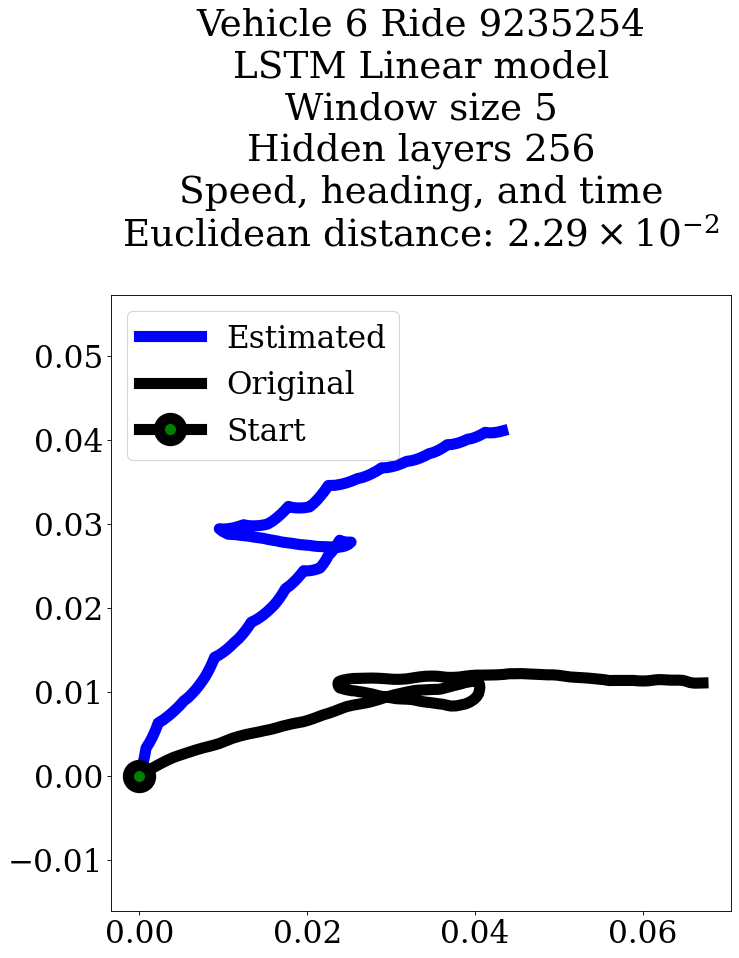 Vehicle 6 Ride 9235254
LSTM Linear model
Window size 5
Hidden layers 256
Speed, heading, and time
Euclidean distance: 2.29 × 10⁻²
Estimated
Original
Start
0.05
0.04
0.03
0.02
0.01
0.00
−0.01
0.00 0.02 0.04 0.06